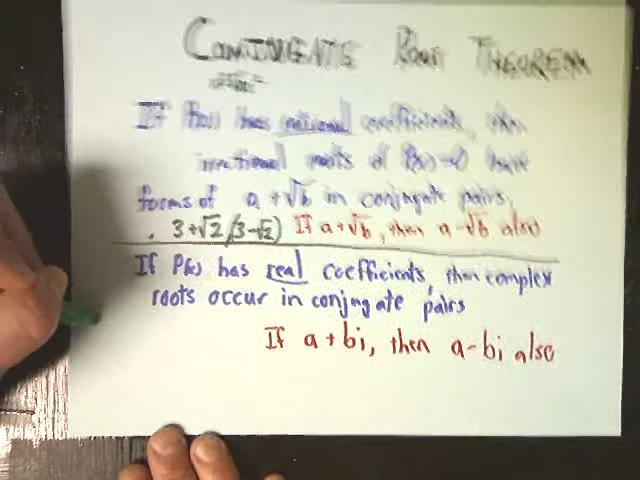 CONJUGATE ROOT THEOREM
If P(x) has rational coefficients, then
irrational roots of P(x)=0 have
forms of a+√b in conjugate pairs.
. 3+√2/(3-√2) If a+√b, then a-√b also
If P(x) has real coefficients, then complex
roots occur in conjugate pairs
If a+bi, then a-bi also